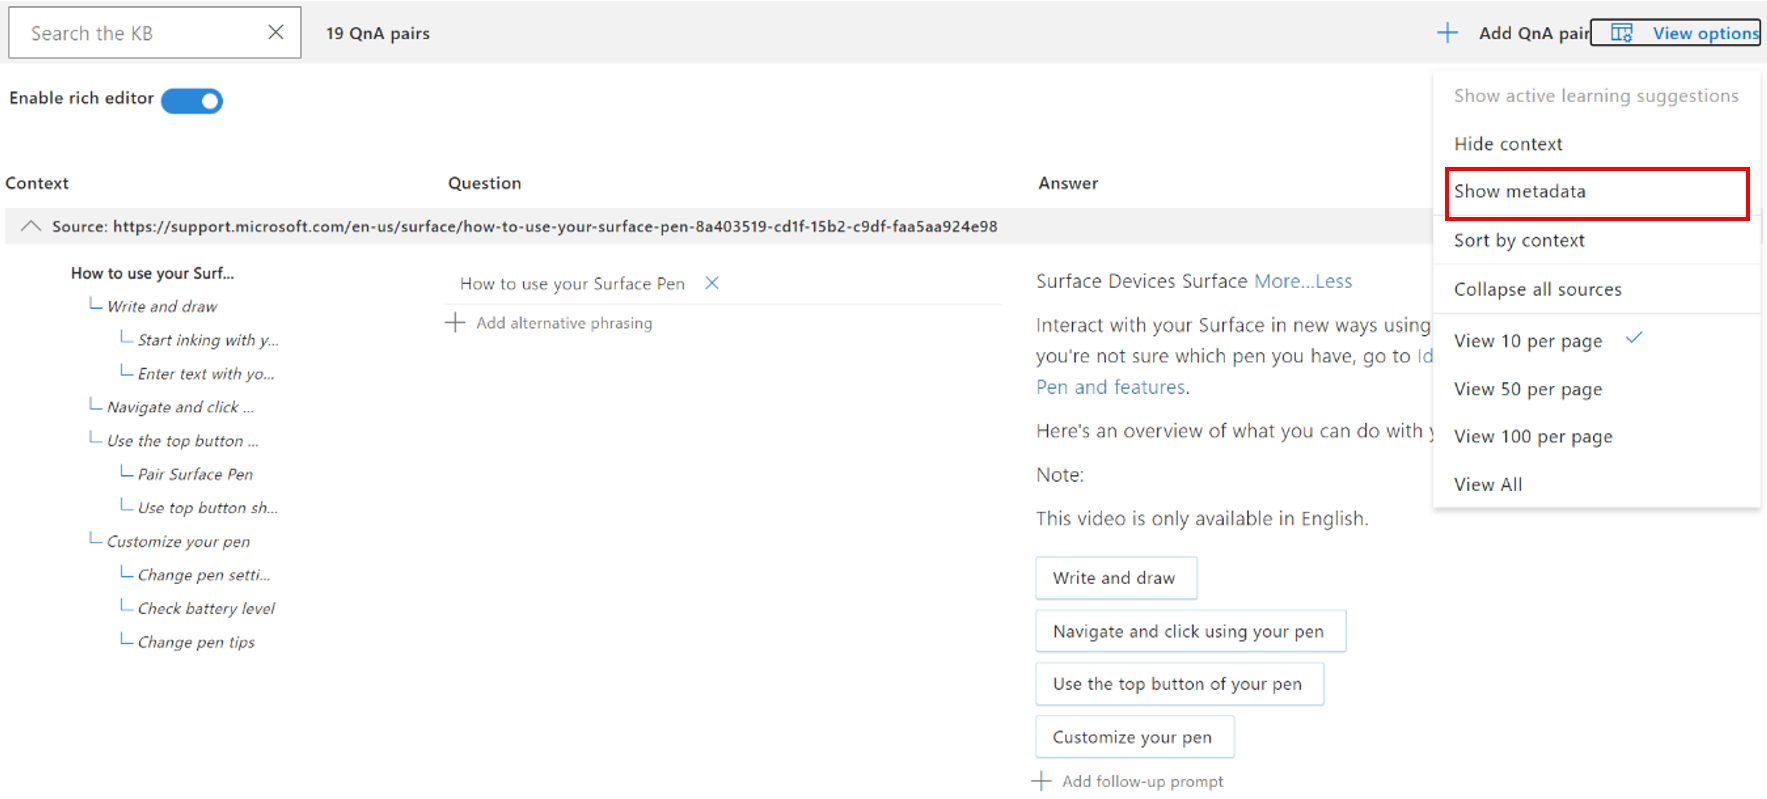 Search the KB
19 QnA pairs
Add QnA pair
View options
Enable rich editor
Show active learning suggestions
Hide context
Show metadata
Sort by context
Collapse all sources
View 10 per page
View 50 per page
View 100 per page
View All
Context
Question
Answer
Source: https://support.microsoft.com/en-us/surface/how-to-use-your-surface-pen-8a403519-cd1f-15b2-c9df-faa5aa924e98
How to use your Surf...
Write and draw
Start inking with y...
Enter text with yo...
Navigate and click ...
Use the top button ...
Pair Surface Pen
Use top button sh...
Customize your pen
Change pen setti...
Check battery level
Change pen tips
How to use your Surface Pen
Add alternative phrasing
Surface Devices Surface More...Less
Interact with your Surface in new ways using
you're not sure which pen you have, go to Id
Pen and features.
Here's an overview of what you can do with
Note:
This video is only available in English.
Write and draw
Navigate and click using your pen
Use the top button of your pen
Customize your pen
Add follow-up prompt